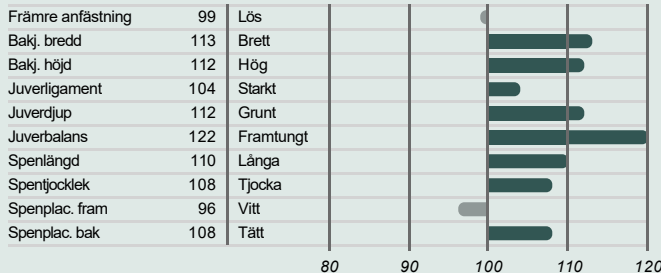 Främre anfästning 99 Lös
Bakj. bredd 113 Brett
Bakj. höjd 112 Hög
Juverligament 104 Starkt
Juverdjup 112 Grunt
Juverbalans 122 Framtungt
Spenlängd 110 Långa
Spentjocklek 108 Tjocka
Spenplac. fram 96 Vitt
Spenplac. bak 108 Tätt
80 90 100 110 120